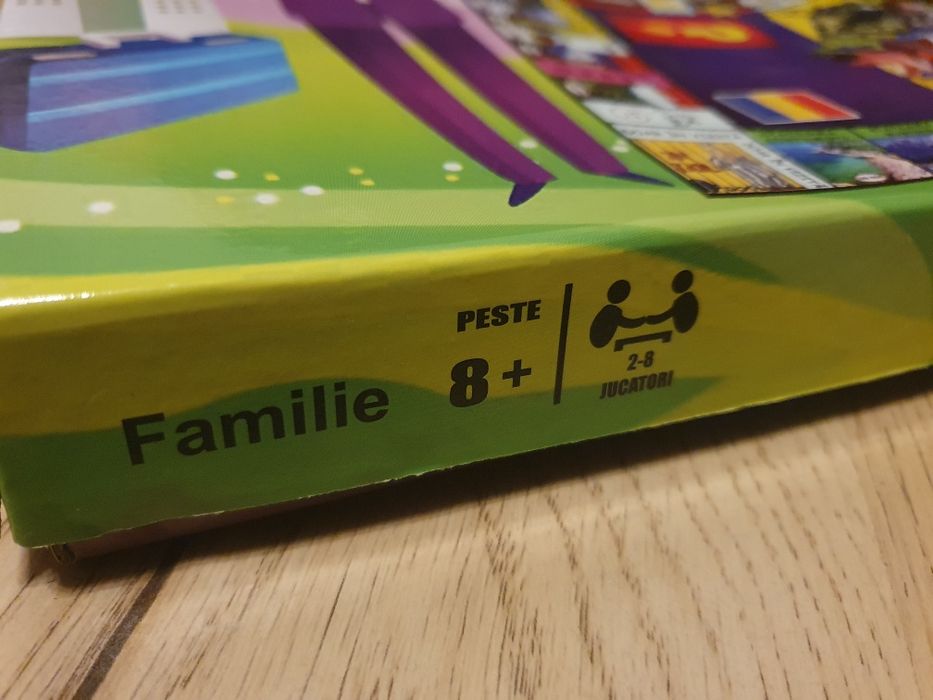 Familie
PESTE
8+
2-8
JUCATORI